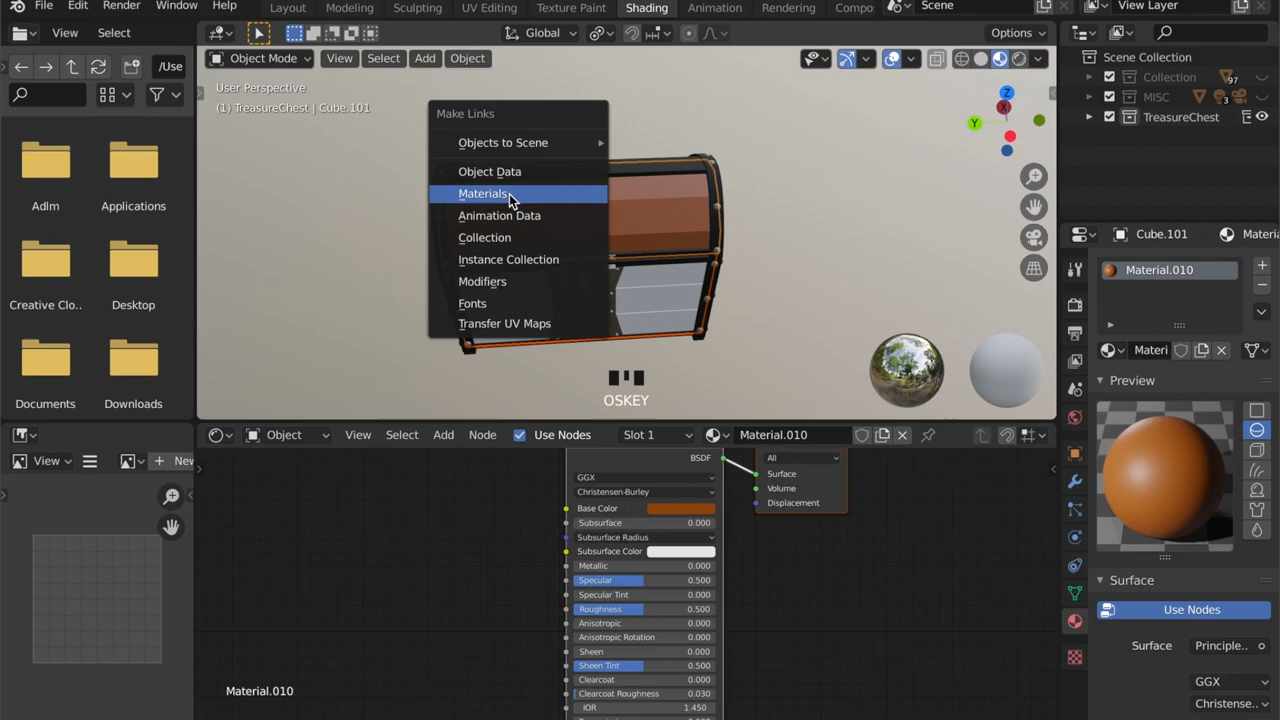 File Edit Render Window Help Layout Modeling Sculpting UV Editing Texture Paint Shading Animation Rendering Compo Scene View Layer
View Select Global Options
/Use Object Mode View Select Add Object
User Perspective
(1) TreasureChest | Cube.101
Adlm Applications
Creative Clo... Desktop
Documents Downloads
Make Links
Objects to Scene
Object Data
Materials
Animation Data
Collection
Instance Collection
Modifiers
Fonts
Transfer UV Maps
Z
X
Y
OSKEY
Scene Collection
Collection 97
MISC 3
TreasureChest
Cube.101 Materia
Material.010
Materi
Preview
Surface
Use Nodes
Surface Principle...
GGX
Christense...
View New
Object View Select Add Node Use Nodes Slot 1 Material.010
BSDF
GGX
Christensen-Burley
Base Color
Subsurface 0.000
Subsurface Radius
Subsurface Color
Metallic 0.000
Specular 0.500
Specular Tint 0.000
Roughness 0.500
Anisotropic 0.000
Anisotropic Rotation 0.000
Sheen 0.000
Sheen Tint 0.500
Clearcoat 0.000
Clearcoat Roughness 0.030
IOR 1.450
All
Surface
Volume
Displacement
Material.010